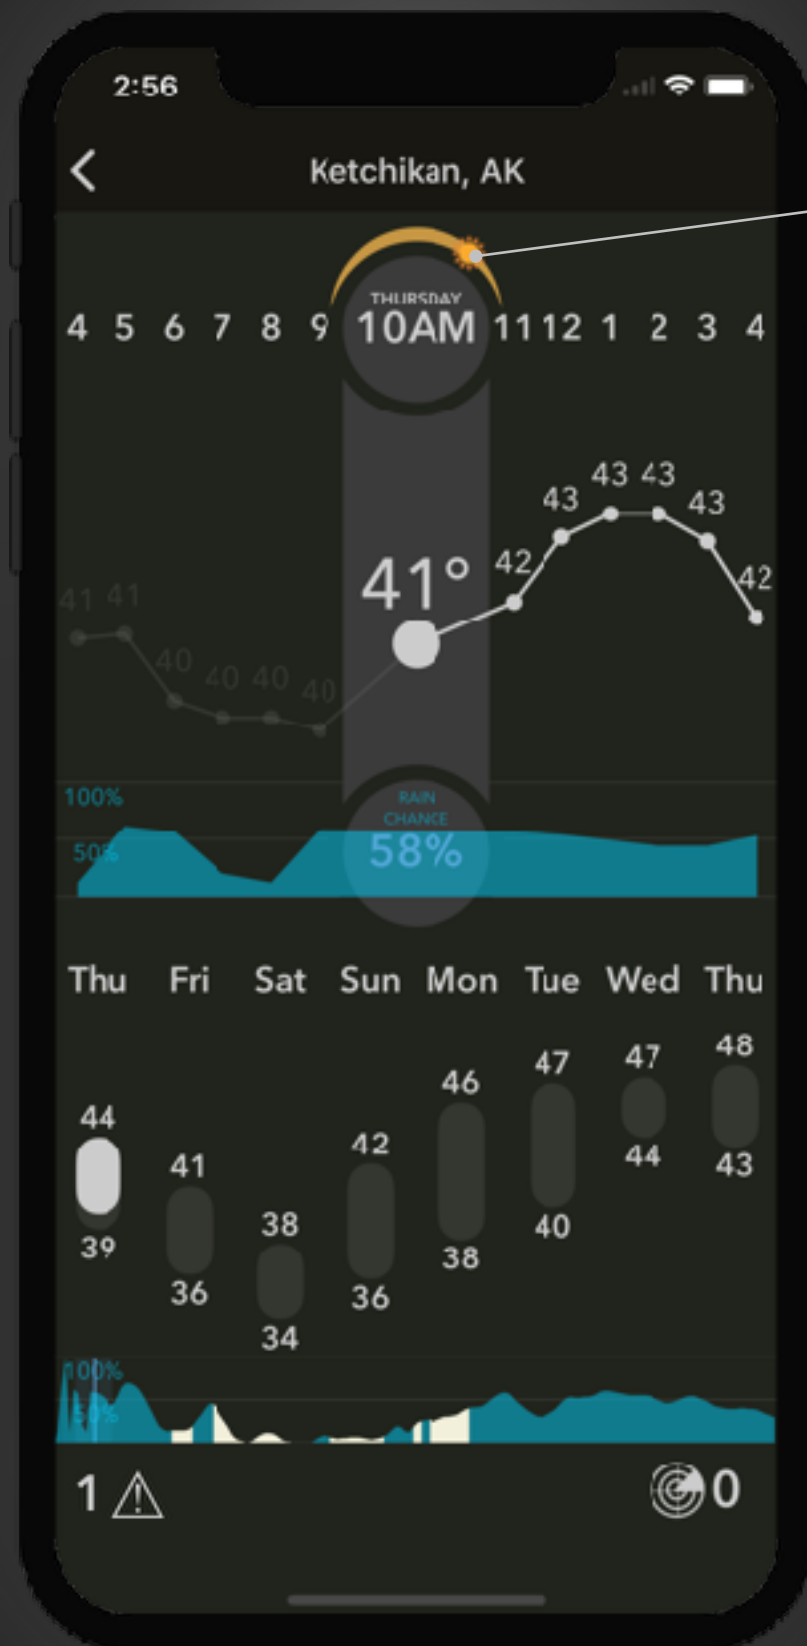 2:56
Ketchikan, AK
THURSDAY
4 5 6 7 8 9 10AM 11 12 1 2 3 4
43 43
43 43
42 42
41°
41 41
40 40 40 40
100%
RAIN
CHANCE
50% 58%
Thu Fri Sat Sun Mon Tue Wed Thu
44 41 38 42 46 47 47 48
39 36 34 36 38 40 44 43
100%
50%
1 0